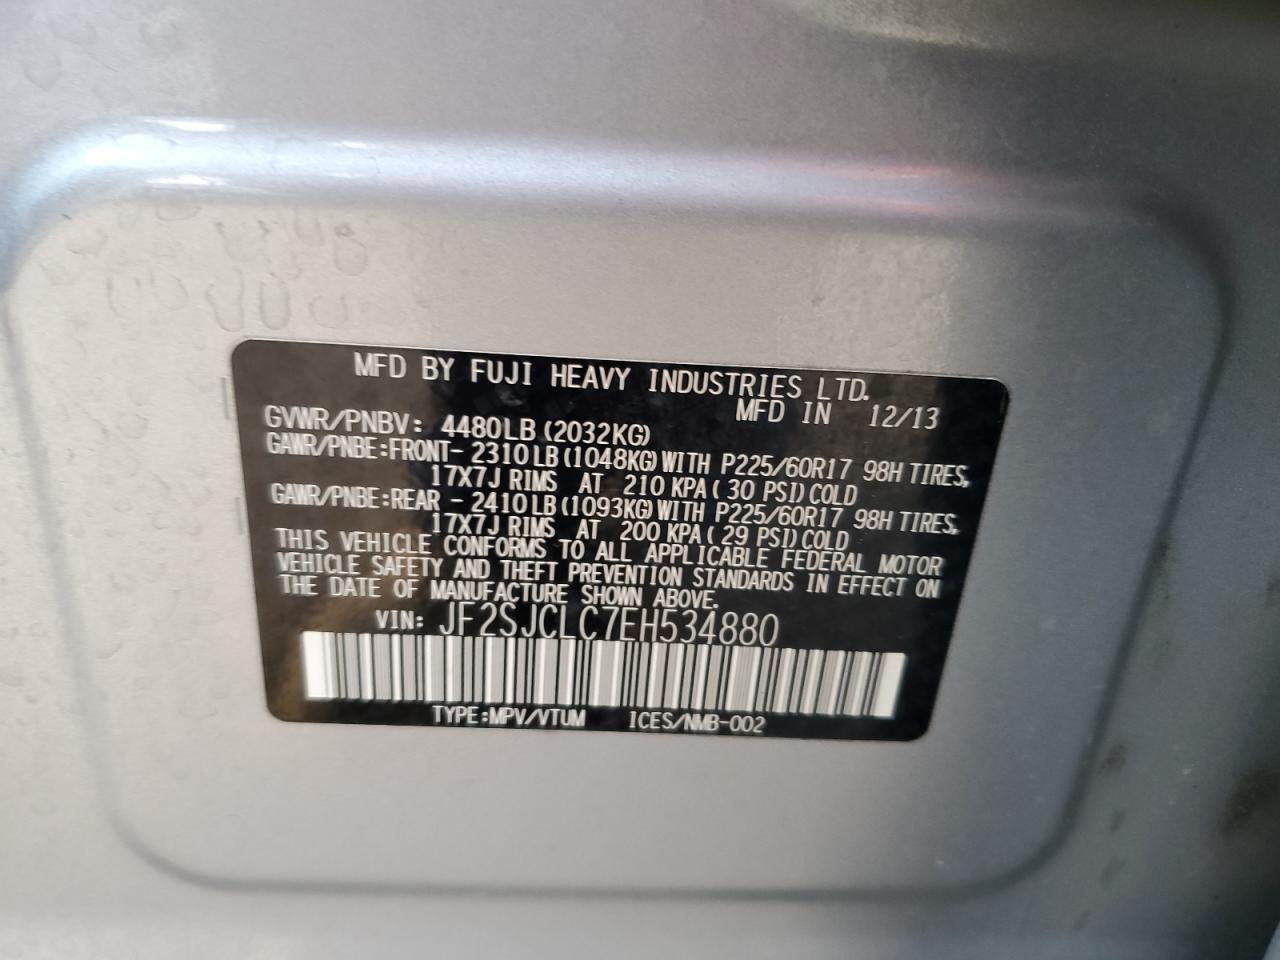 MFD BY FUJI HEAVY INDUSTRIES LTD.
MFD IN 12/13
GVWR/PNBV: 4480LB(2032KG)
GAWR/PNBE:FRONT- 2310LB(1048KG)WITH P225/60R17 98H TIRES,
17X7J RIMS AT 210 KPA( 30 PSI)COLD
GAWR/PNBE:REAR - 2410LB(1093KG)WITH P225/60R17 98H TIRES,
17X7J RIMS AT 200 KPA( 29 PSI)COLD
THIS VEHICLE CONFORMS TO ALL APPLICABLE FEDERAL MOTOR
VEHICLE SAFETY AND THEFT PREVENTION STANDARDS IN EFFECT ON
THE DATE OF MANUFACTURE SHOWN ABOVE.
VIN: JF2SJCLC7EH534880
TYPE:MPV/VTUM ICES/NMB-002